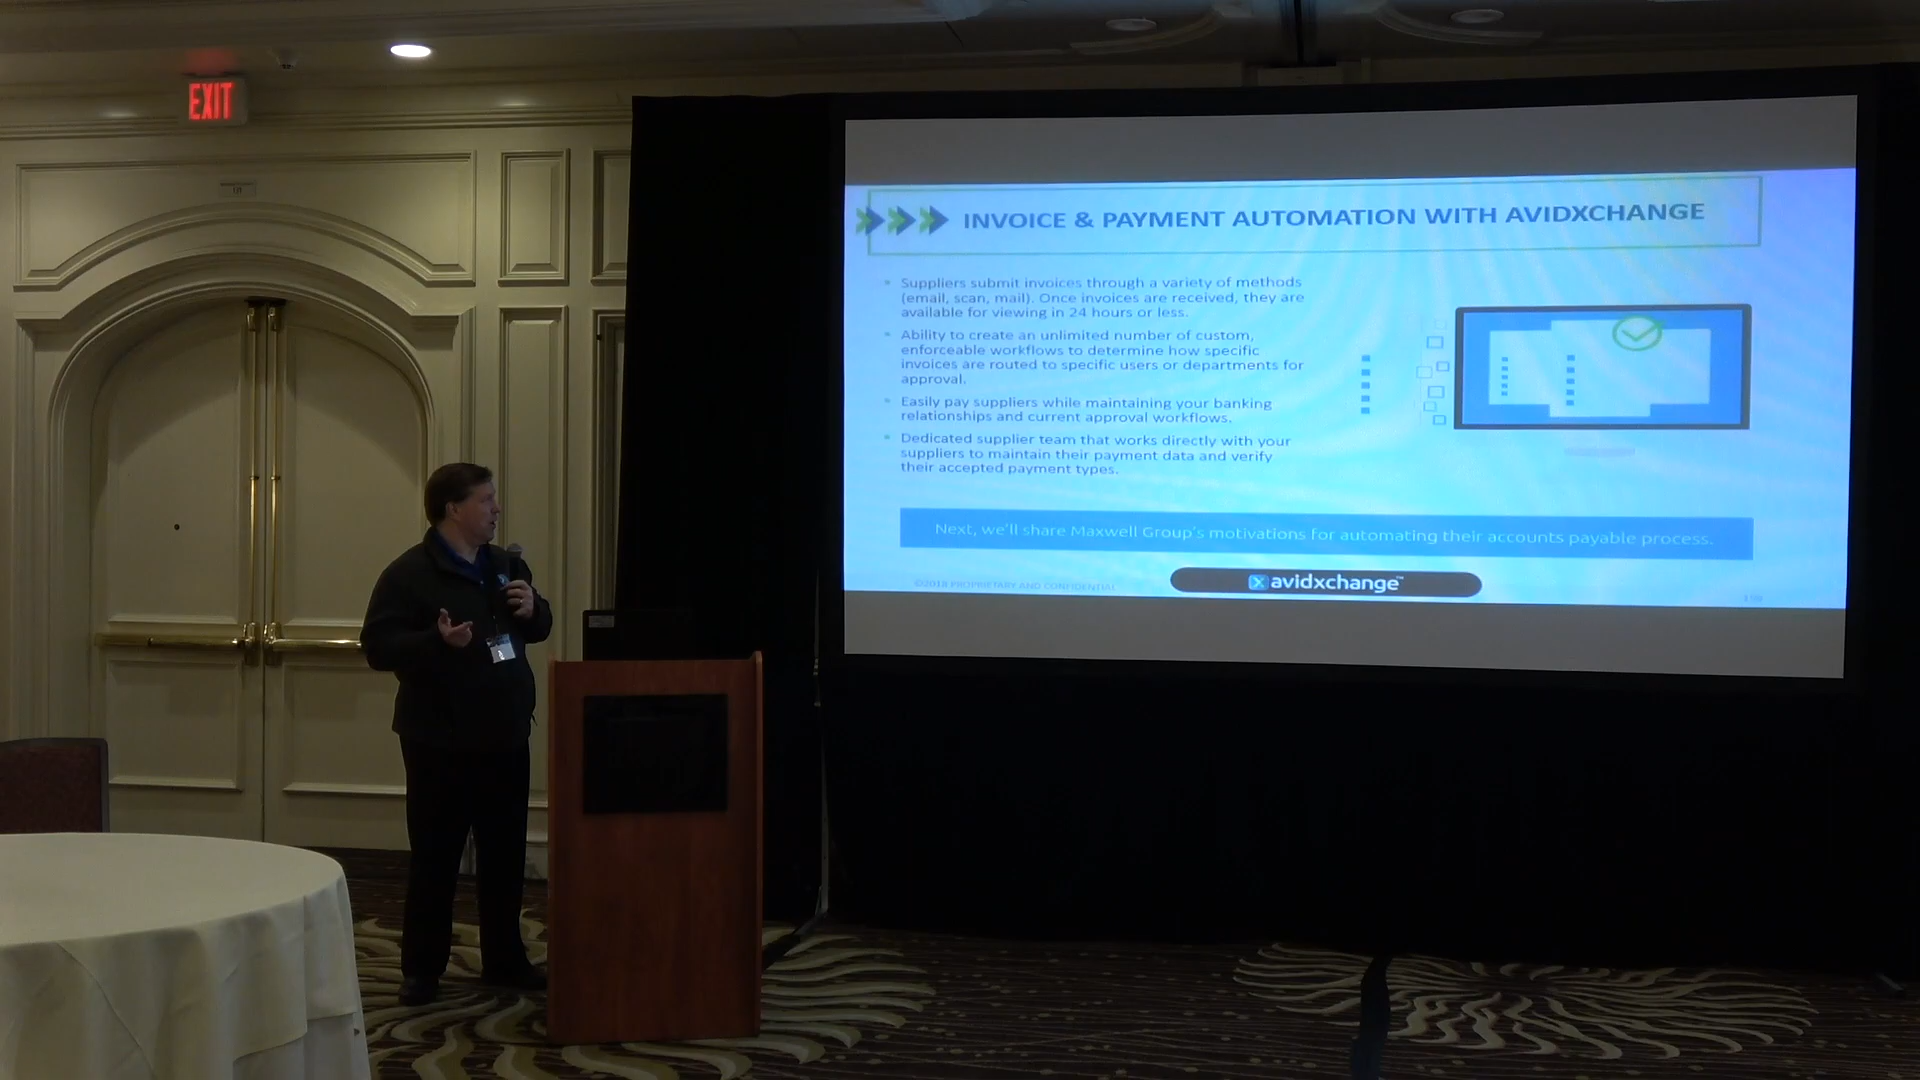 EXIT
INVOICE & PAYMENT AUTOMATION WITH AVIDXCHANGE
Suppliers submit invoices through a variety of methods
(email, scan, mail). Once invoices are received, they are
available for viewing in 24 hours or less.
Ability to create an unlimited number of custom,
enforceable workflows to determine how specific
invoices are routed to specific users or departments for
approval.
Easily pay suppliers while maintaining your banking
relationships and current approval workflows.
Dedicated supplier team that works directly with your
suppliers to maintain their payment data and verify
their accepted payment types.
Next, we'll share Maxwell Group's motivations for automating their accounts payable process.
©2018 PROPRIETARY AND CONFIDENTIAL
avidxchange™